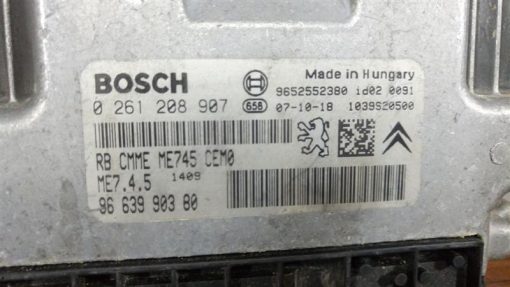 BOSCH
Made in Hungary
9652552380 id02 0091
0 261 208 907 658 07-10-18 1039S20500
RB CMME ME745 CEM0
ME7.4.5 1409
96 639 903 80